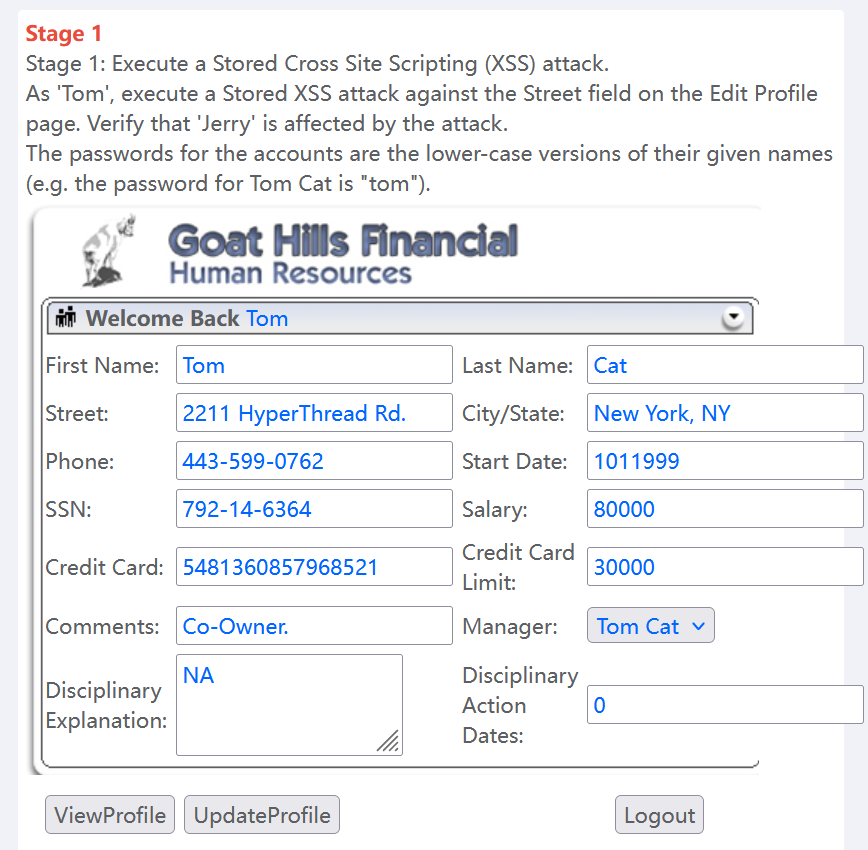 Stage 1
Stage 1: Execute a Stored Cross Site Scripting (XSS) attack.
As 'Tom', execute a Stored XSS attack against the Street field on the Edit Profile
page. Verify that 'Jerry' is affected by the attack.
The passwords for the accounts are the lower-case versions of their given names
(e.g. the password for Tom Cat is "tom").
Goat Hills Financial
Human Resources
Welcome Back Tom
First Name: Tom Last Name: Cat
Street: 2211 HyperThread Rd. City/State: New York, NY
Phone: 443-599-0762 Start Date: 1011999
SSN: 792-14-6364 Salary: 80000
Credit Card: 5481360857968521 Credit Card
Limit: 30000
Comments: Co-Owner. Manager: Tom Cat
Disciplinary
Explanation: NA Disciplinary
Action
Dates: 0
ViewProfile UpdateProfile Logout